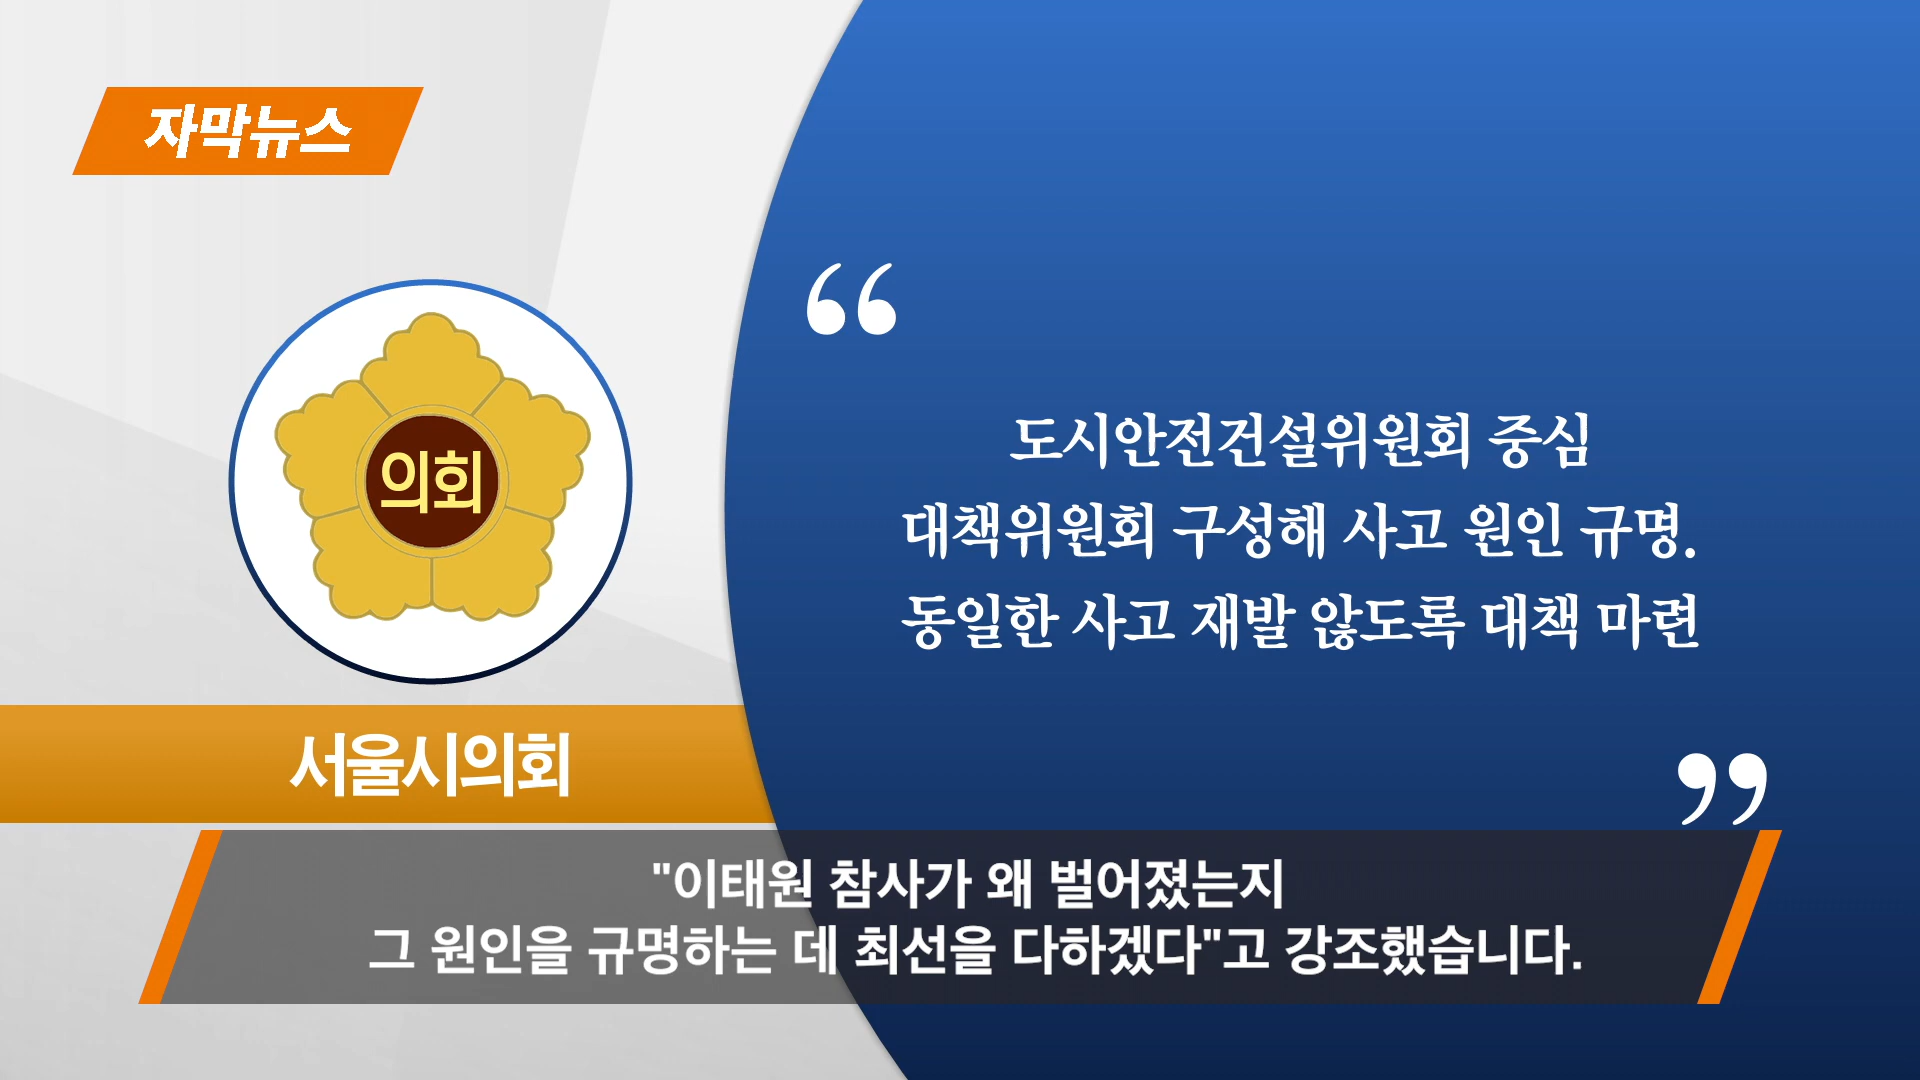 자막뉴스
의회
서울시의회
“
도시안전건설위원회 중심
대책위원회 구성해 사고 원인 규명.
동일한 사고 재발 않도록 대책 마련
”
"이태원 참사가 왜 벌어졌는지
그 원인을 규명하는 데 최선을 다하겠다"고 강조했습니다.